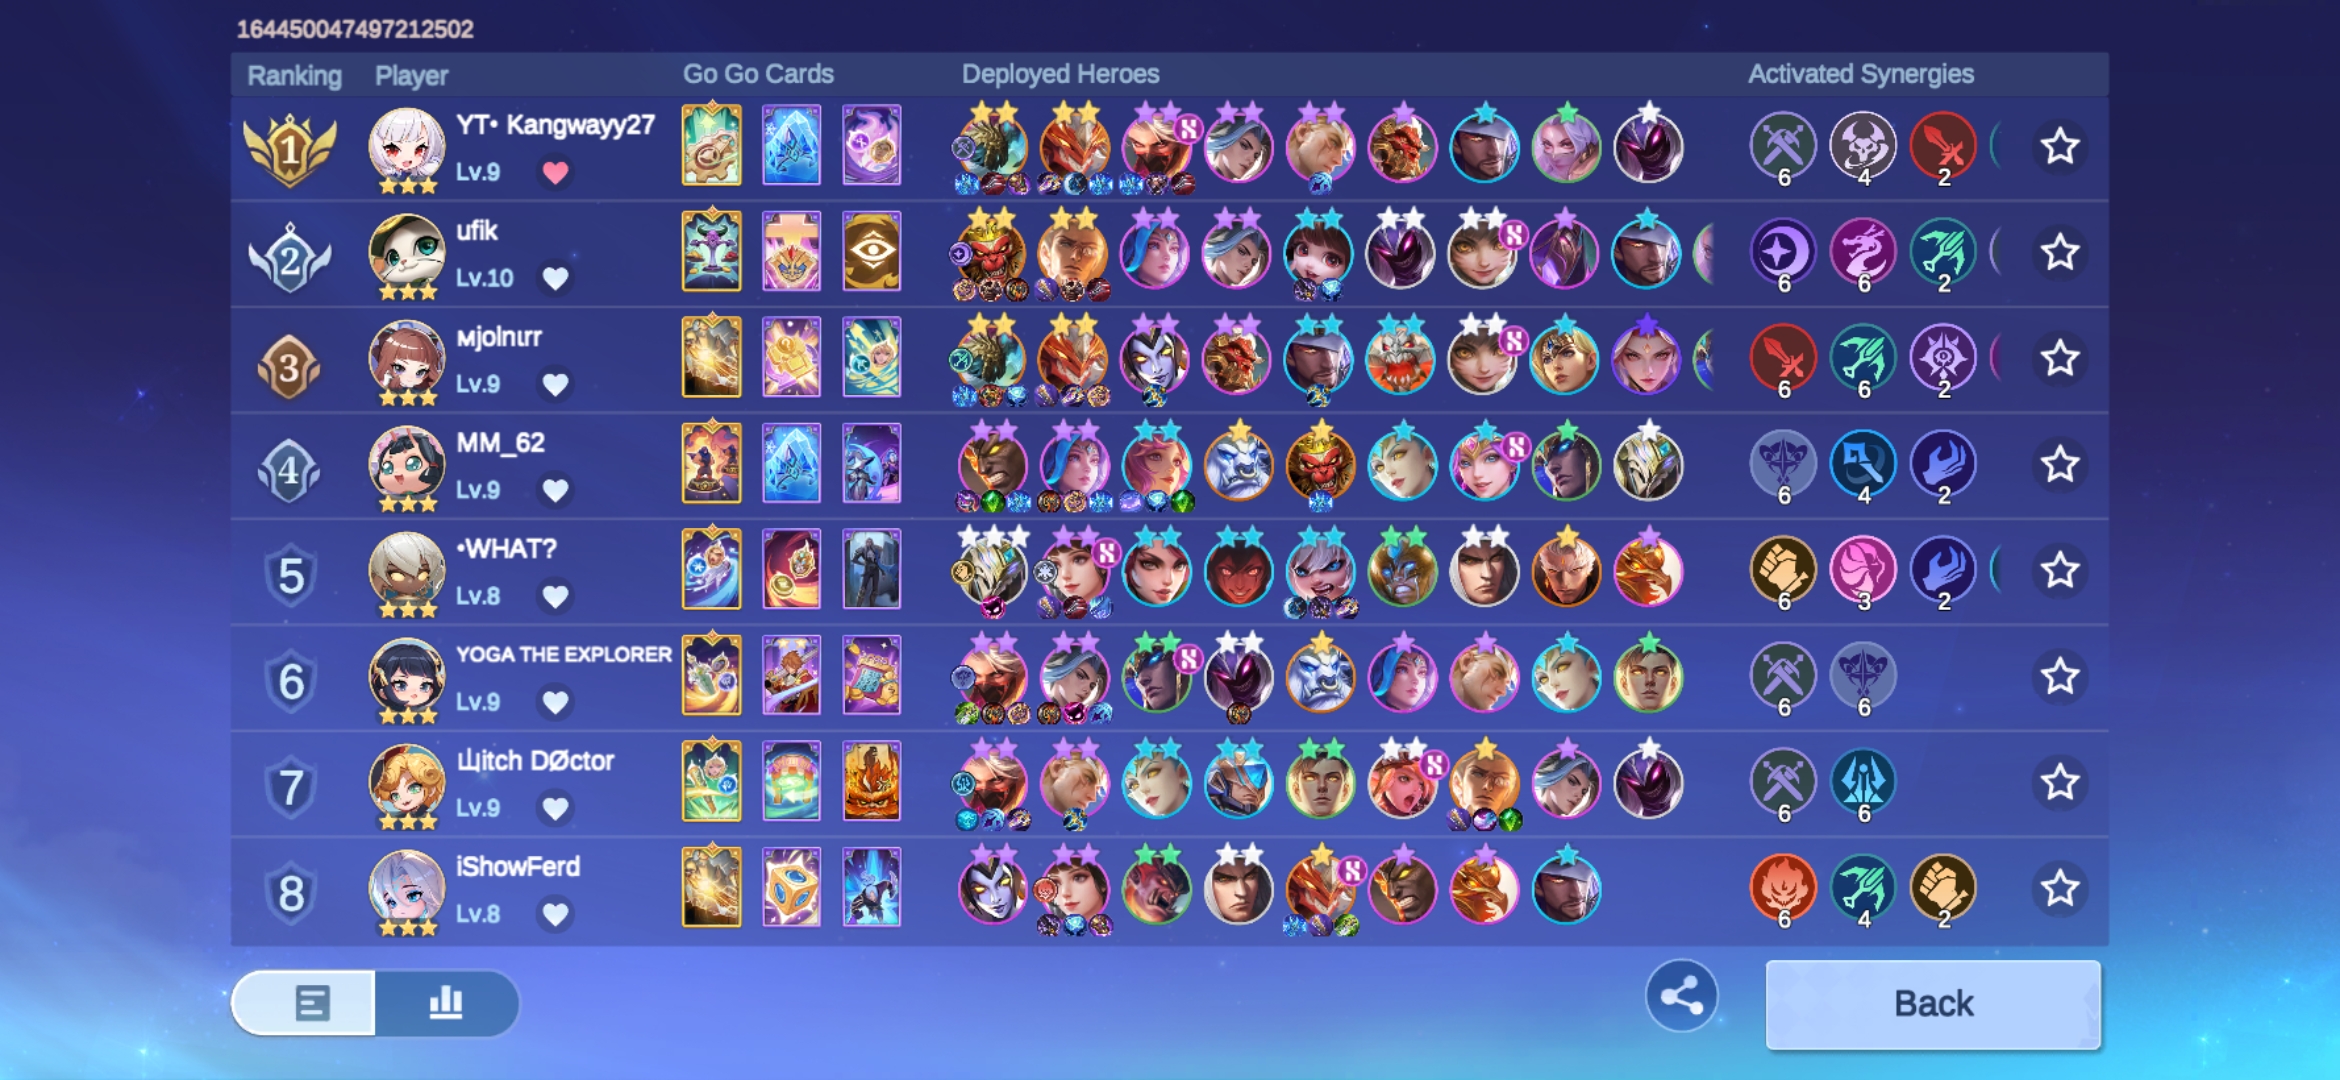 164450047497212502
Ranking Player Go Go Cards Deployed Heroes Activated Synergies
1 YT• Kangwayy27
Lv.9
6 4 2
2 ufik
Lv.10
6 6 2
3 мjolnιrr
Lv.9
6 6 2
4 MM_62
Lv.9
6 4 2
5 •WHAT?
Lv.8
6 3 2
6 YOGA THE EXPLORER
Lv.9
6 6
7 Щitch DØctor
Lv.9
6 6
8 iShowFerd
Lv.8
6 4 2
Back